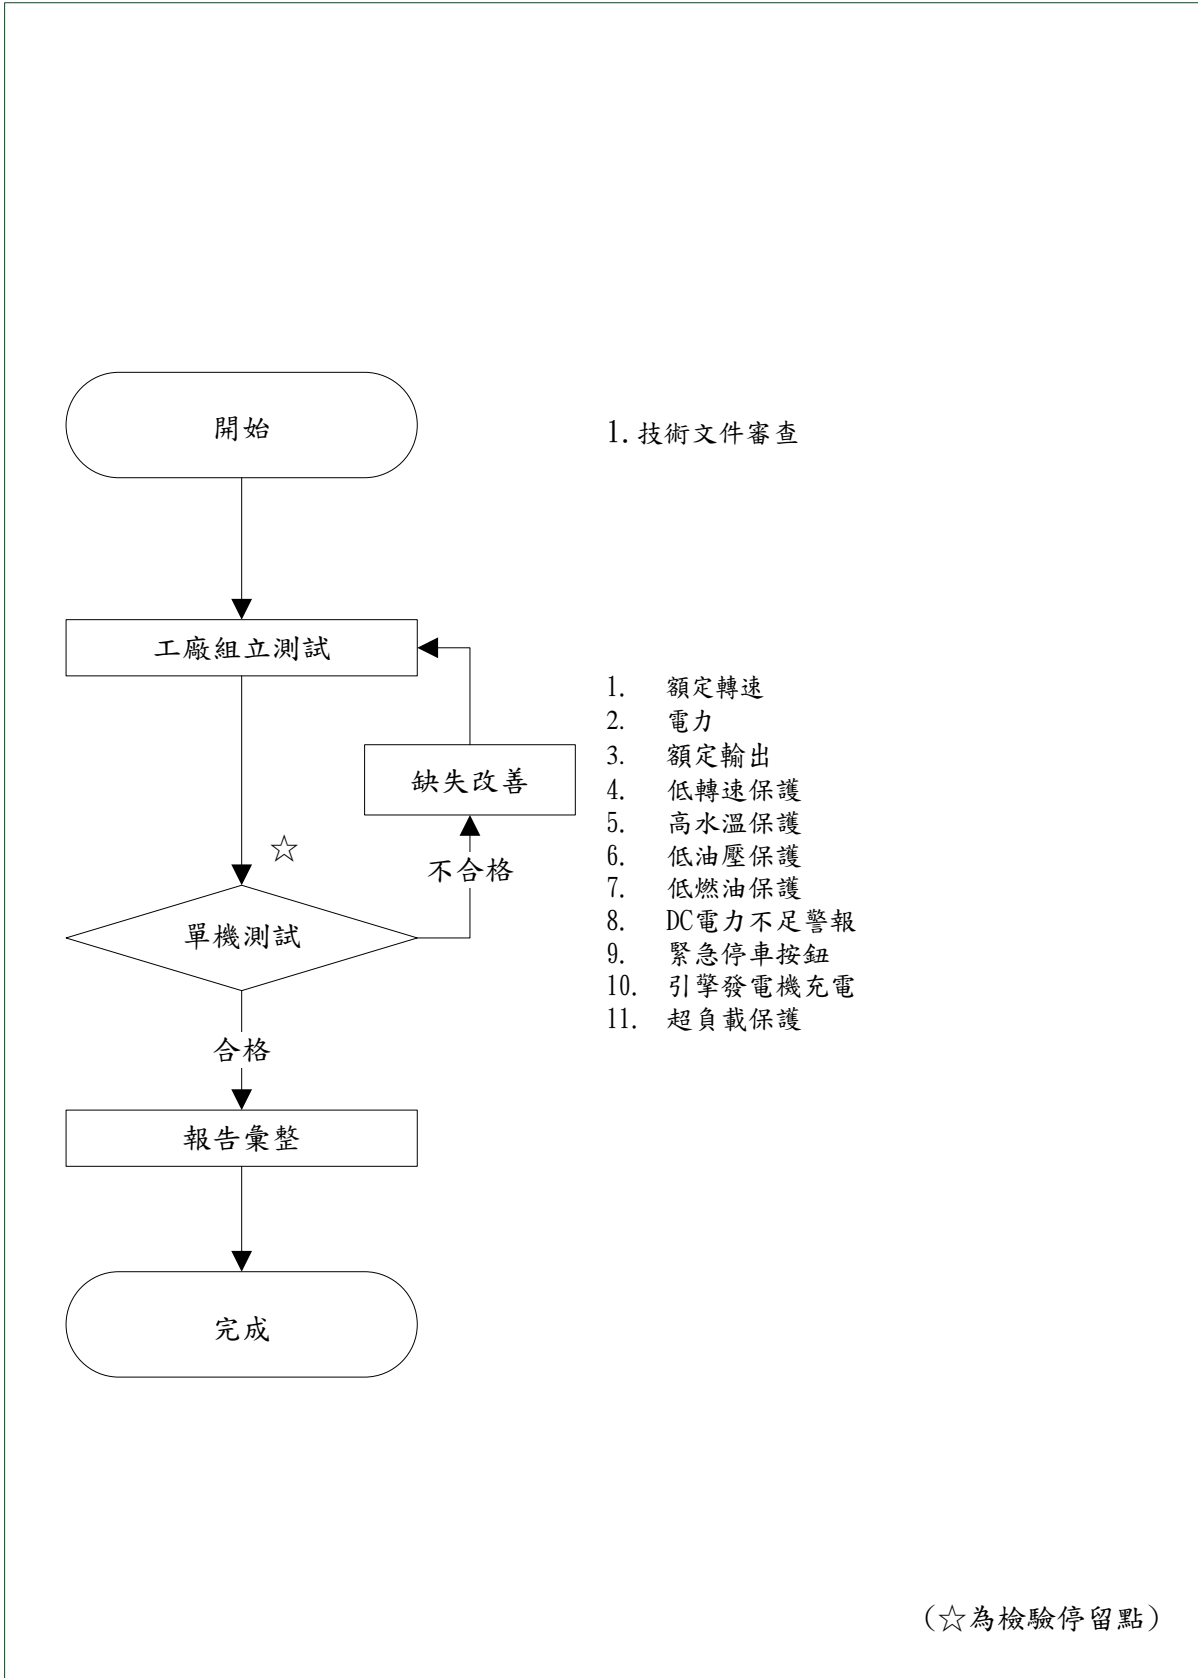 開始
1.技術文件審查
工廠組立測試
缺失改善
☆
不合格
單機測試
合格
報告彙整
完成
1. 額定轉速
2. 電力
3. 額定輸出
4. 低轉速保護
5. 高水溫保護
6. 低油壓保護
7. 低燃油保護
8. DC電力不足警報
9. 緊急停車按鈕
10. 引擎發電機充電
11. 超負載保護
(☆為檢驗停留點)